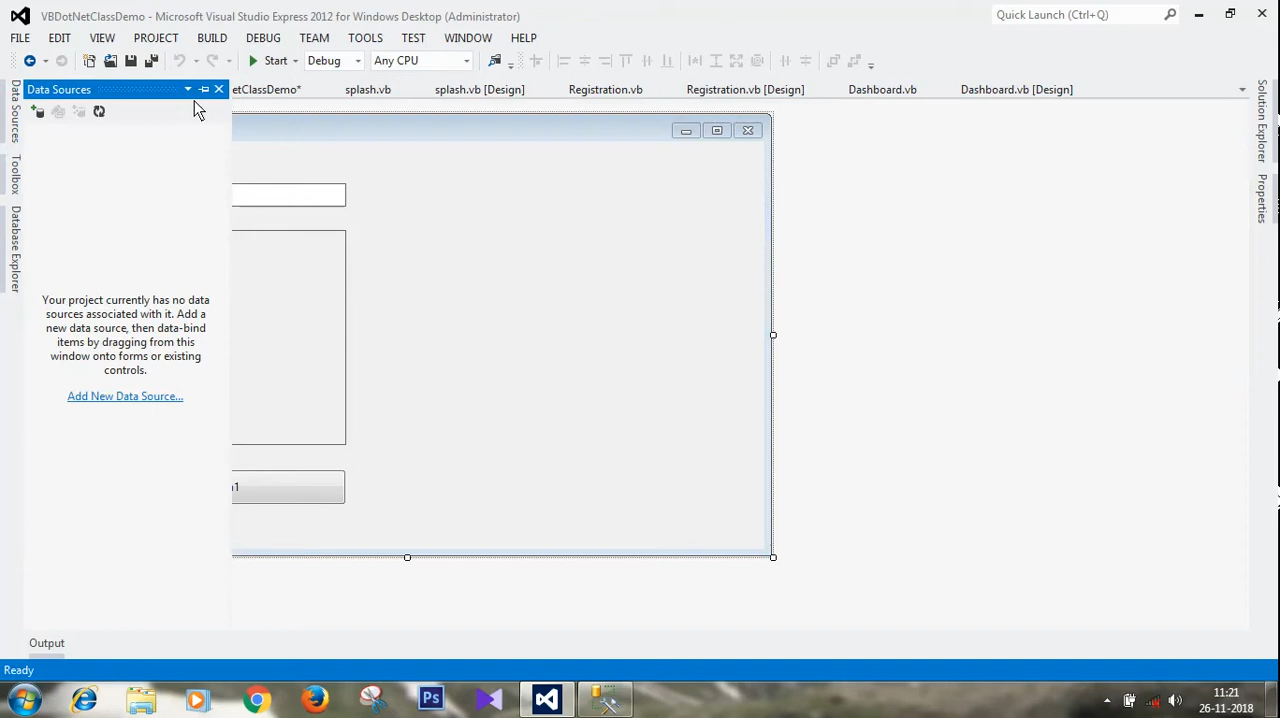 VBDotNetClassDemo - Microsoft Visual Studio Express 2012 for Windows Desktop (Administrator)
Quick Launch (Ctrl+Q)
FILE EDIT VIEW PROJECT BUILD DEBUG TEAM TOOLS TEST WINDOW HELP
Start Debug Any CPU
Data Sources
etClassDemo* splash.vb splash.vb [Design] Registration.vb Registration.vb [Design] Dashboard.vb Dashboard.vb [Design]
Data Sources
Toolbox
Database Explorer
Solution Explorer
Properties
Your project currently has no data
sources associated with it. Add a
new data source, then data-bind
items by dragging from this
window onto forms or existing
controls.
Add New Data Source...
Output
Ready
Ps
11:21
26-11-2018